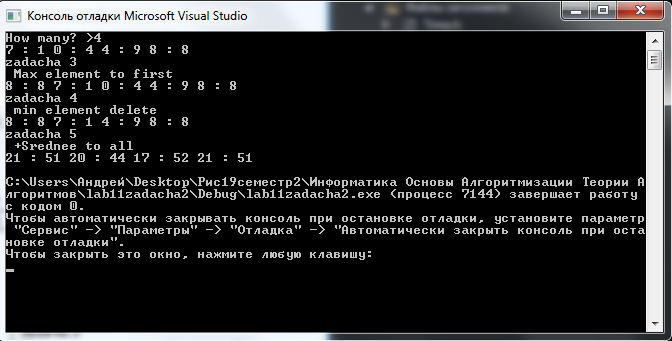 Консоль отладки Microsoft Visual Studio
How many? >4
7 : 1 0 : 4 4 : 9 8 : 8
zadacha 3
Max element to first
8 : 8 7 : 1 0 : 4 4 : 9 8 : 8
zadacha 4
min element delete
8 : 8 7 : 1 4 : 9 8 : 8
zadacha 5
+Srednee to all
21 : 51 20 : 44 17 : 52 21 : 51
C:\Users\Андрей\Desktop\Рис19семестр2\Информатика Основы Алгоритмизации Теории А
лгоритмов\lab11zadacha2\Debug\lab11zadacha2.exe (процесс 7144) завершает работу
с кодом 0.
Чтобы автоматически закрывать консоль при остановке отладки, установите параметр
"Сервис" -> "Параметры" -> "Отладка" -> "Автоматически закрыть консоль при оста
новке отладки".
Чтобы закрыть это окно, нажмите любую клавишу: